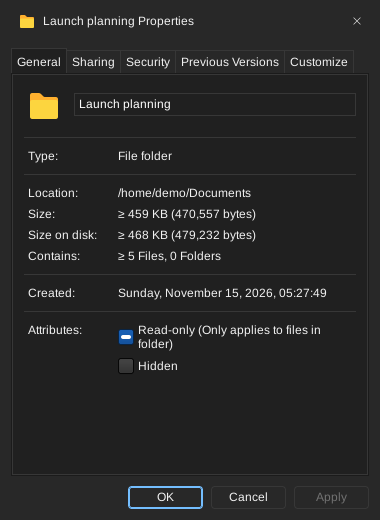 Launch planning Properties
General Sharing Security Previous Versions Customize
Launch planning
Type: File folder
Location: /home/demo/Documents
Size: ≥ 459 KB (470,557 bytes)
Size on disk: ≥ 468 KB (479,232 bytes)
Contains: ≥ 5 Files, 0 Folders
Created: Sunday, November 15, 2026, 05:27:49
Attributes: Read-only (Only applies to files in
folder)
Hidden
OK Cancel Apply